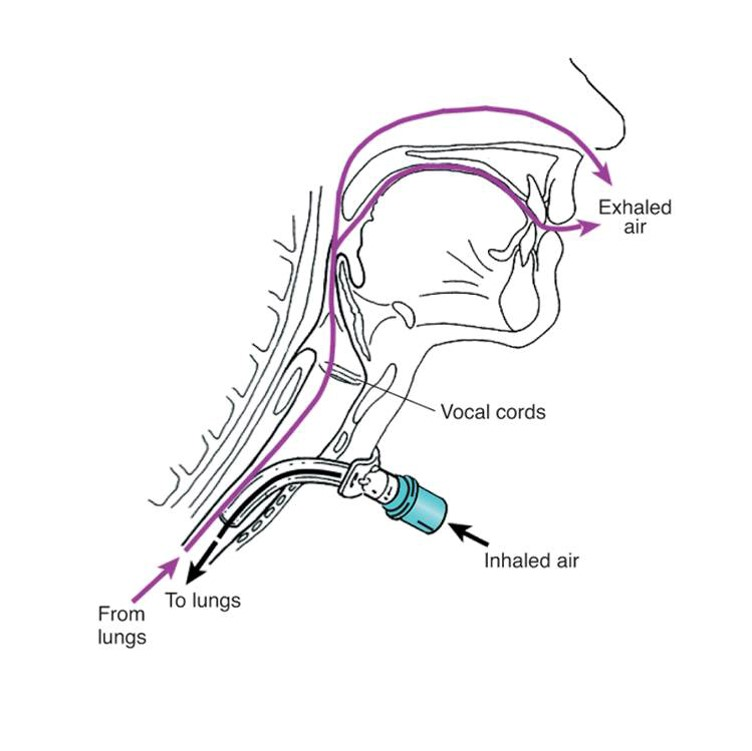 Exhaled
air
Vocal cords
Inhaled air
To lungs
From
lungs